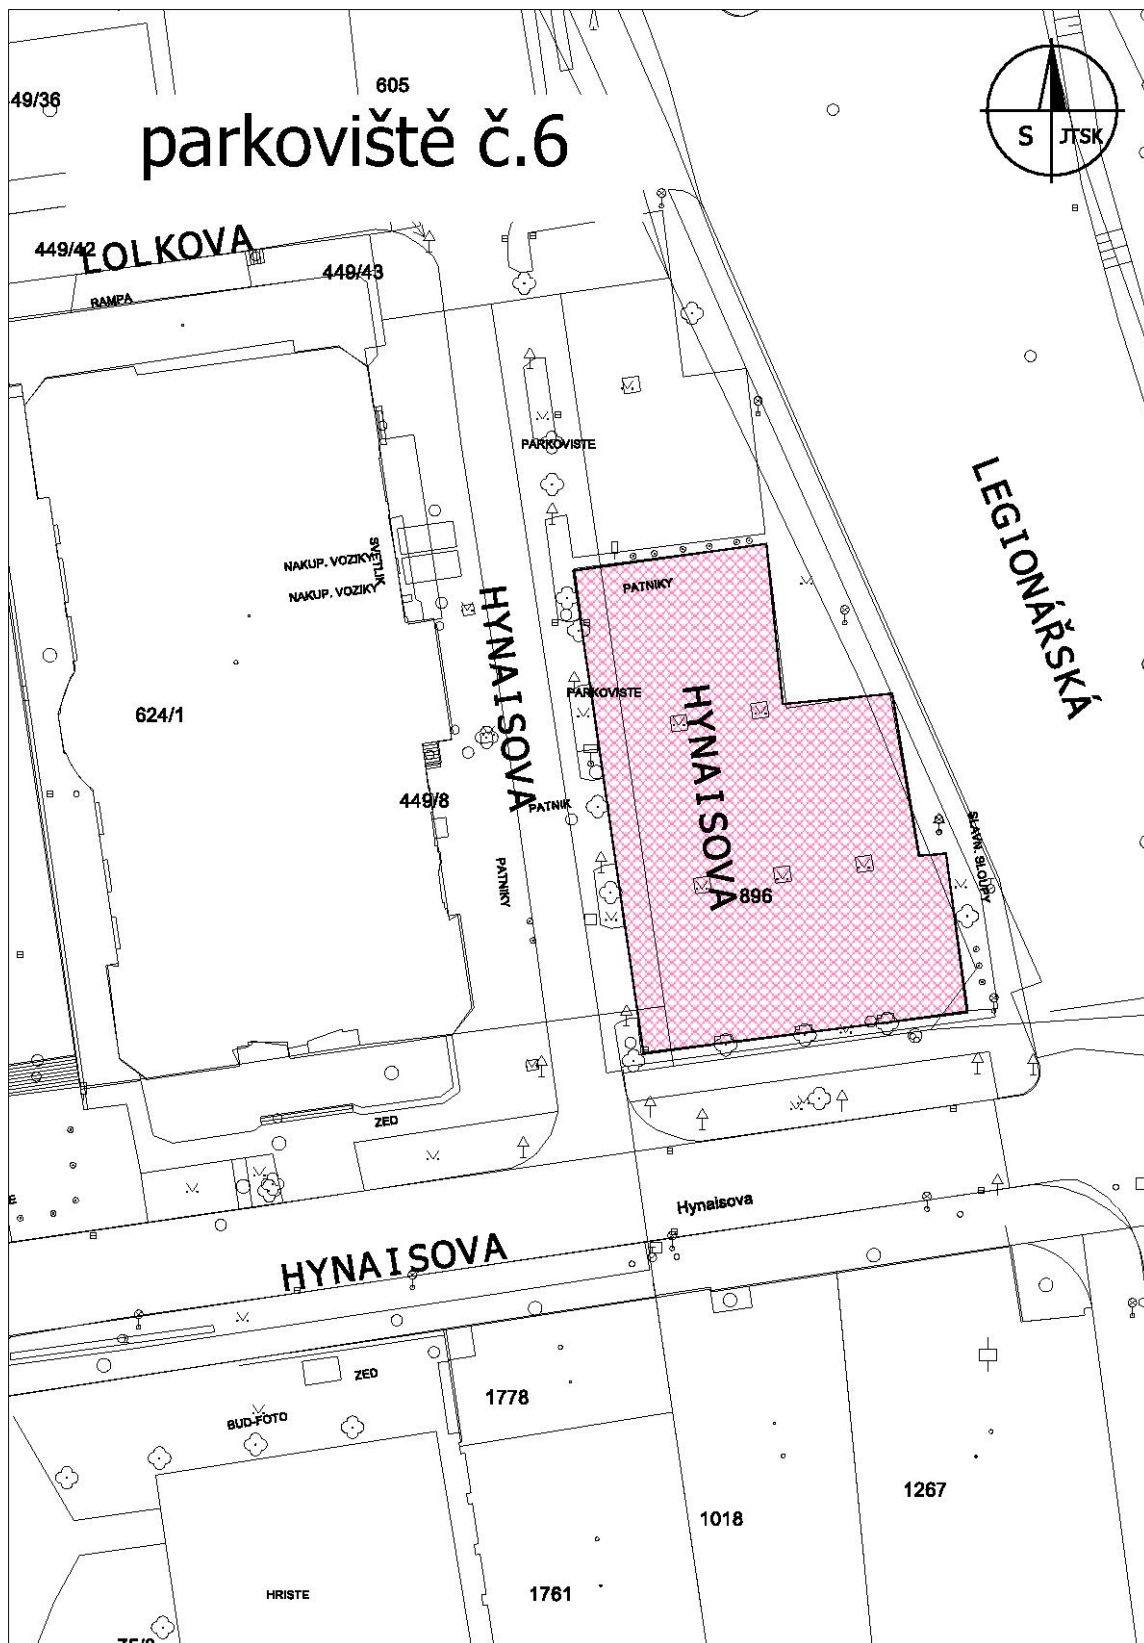 605
49/36
parkoviště č.6
S JTSK
449/42
LOLKOVA
449/43
RAMPA
PARKOVISTE
LEGIONÁŘSKÁ
SVETLIK
NAKUP. VOZIKY
NAKUP. VOZIKY
PATNIKY
HYNAISOVA
PARKOVISTE
HYNAISOVA
624/1
449/8
PATNIK
SLAVN. SLOUPY
PATNIKY
896
ZED
E
Hynaisova
HYNAISOVA
ZED
1778
BUD-FOTO
1267
1018
HRISTE
1761